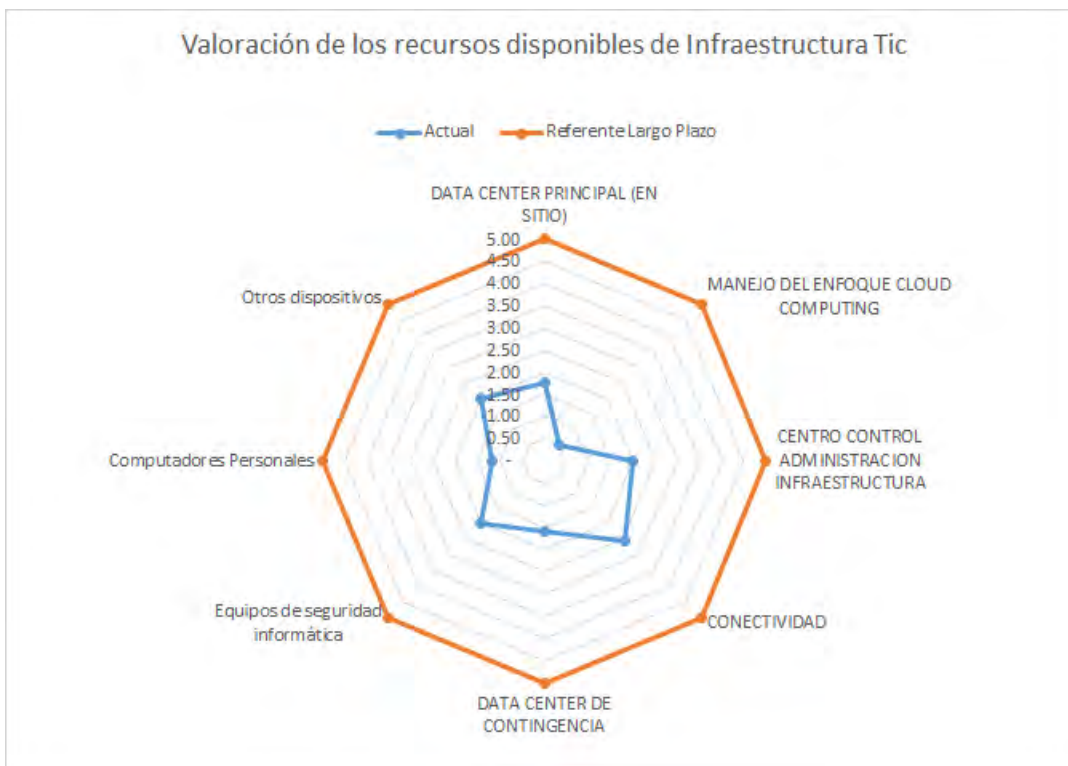 Valoración de los recursos disponibles de Infraestructura Tic
Actual
Referente Largo Plazo
DATA CENTER PRINCIPAL (EN
SITIO)
5.00
4.50
4.00
3.50
3.00
2.50
2.00
1.50
1.00
0.50
-
MANEJO DEL ENFOQUE CLOUD
COMPUTING
CENTRO CONTROL
ADMINISTRACION
INFRAESTRUCTURA
CONECTIVIDAD
DATA CENTER DE
CONTINGENCIA
Equipos de seguridad
informática
Computadores Personales
Otros dispositivos